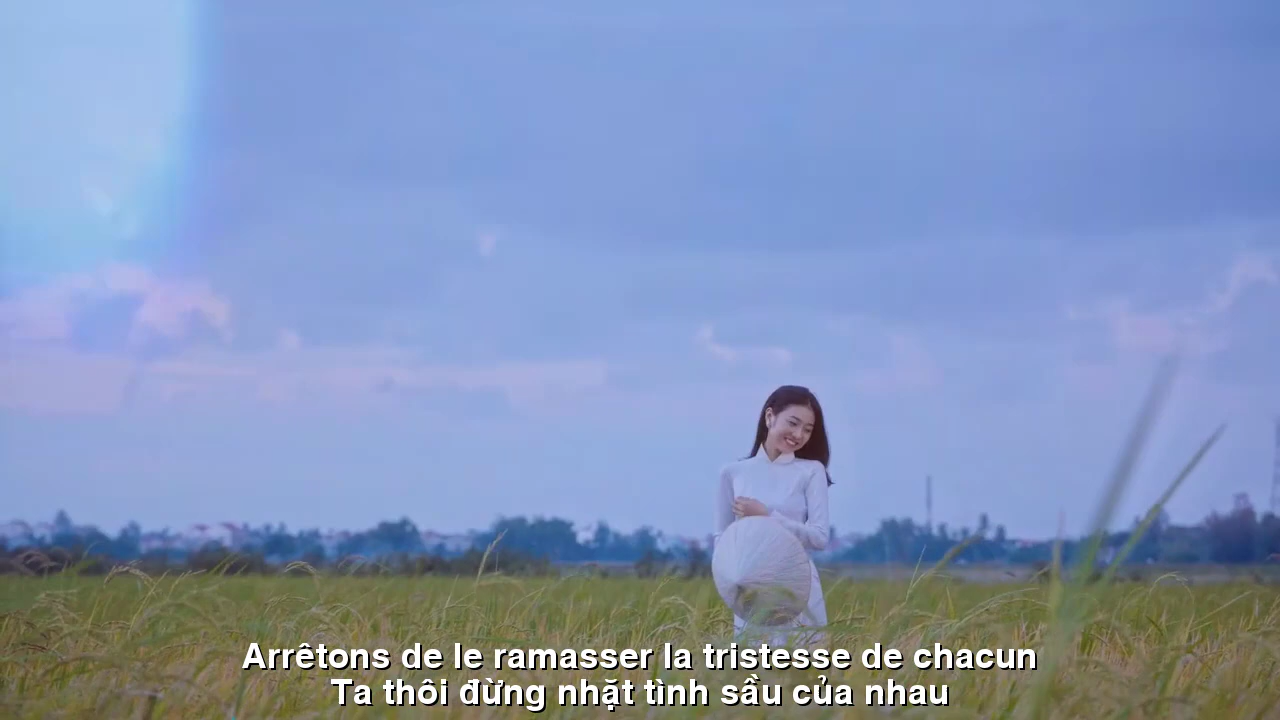 Arrêtons de le ramasser la tristesse de chacun
Ta thôi đừng nhặt tình sầu của nhau